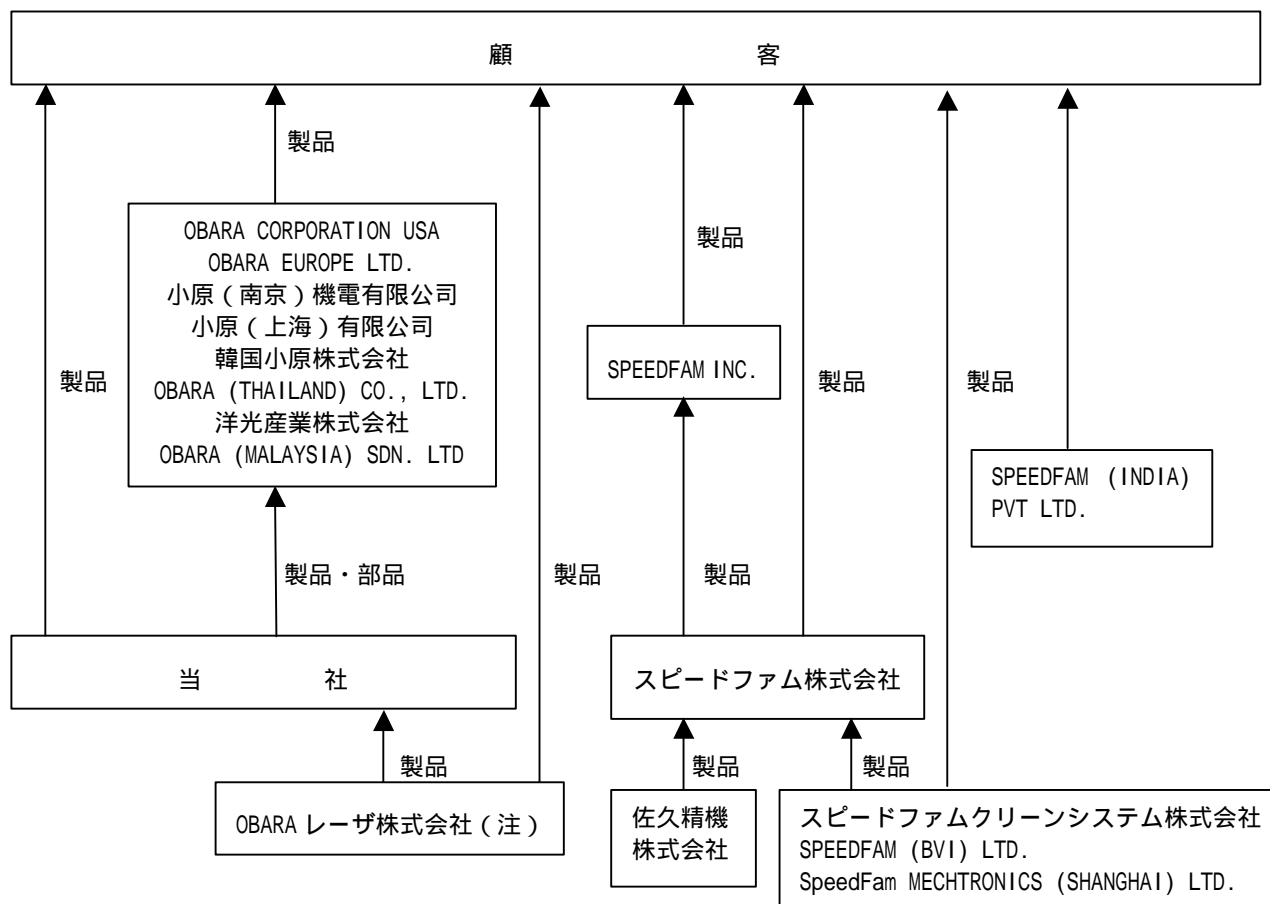 顧 客
製品
OBARA CORPORATION USA
OBARA EUROPE LTD.
小原(南京)機電有限公司
小原(上海)有限公司
韓国小原株式会社
OBARA (THAILAND) CO., LTD.
洋光産業株式会社
OBARA (MALAYSIA) SDN. LTD
製品
製品
SPEEDFAM INC.
SPEEDFAM (INDIA)
PVT LTD.
製品・部品
製品
製品
当 社
スピードファム株式会社
製品
製品
製品
OBARA レーザ株式会社(注)
佐久精機
株式会社
スピードファムクリーンシステム株式会社
SPEEDFAM (BVI) LTD.
SpeedFam MECHTRONICS (SHANGHAI) LTD.